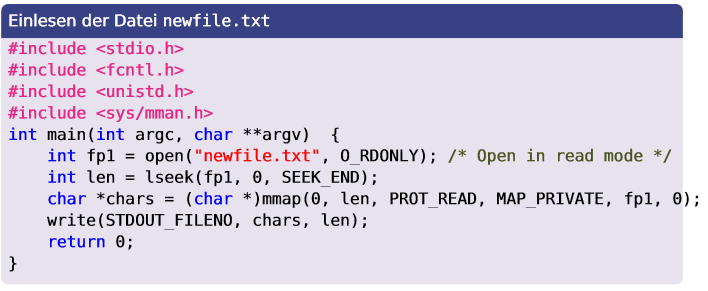 Einlesen der Datei newfile.txt
#include <stdio.h>
#include <fcntl.h>
#include <unistd.h>
#include <sys/mman.h>
int main(int argc, char **argv)  {
    int fp1 = open("newfile.txt", O_RDONLY); /* Open in read mode */
    int len = lseek(fp1, 0, SEEK_END);
    char *chars = (char *)mmap(0, len, PROT_READ, MAP_PRIVATE, fp1, 0);
    write(STDOUT_FILENO, chars, len);
    return 0;
}